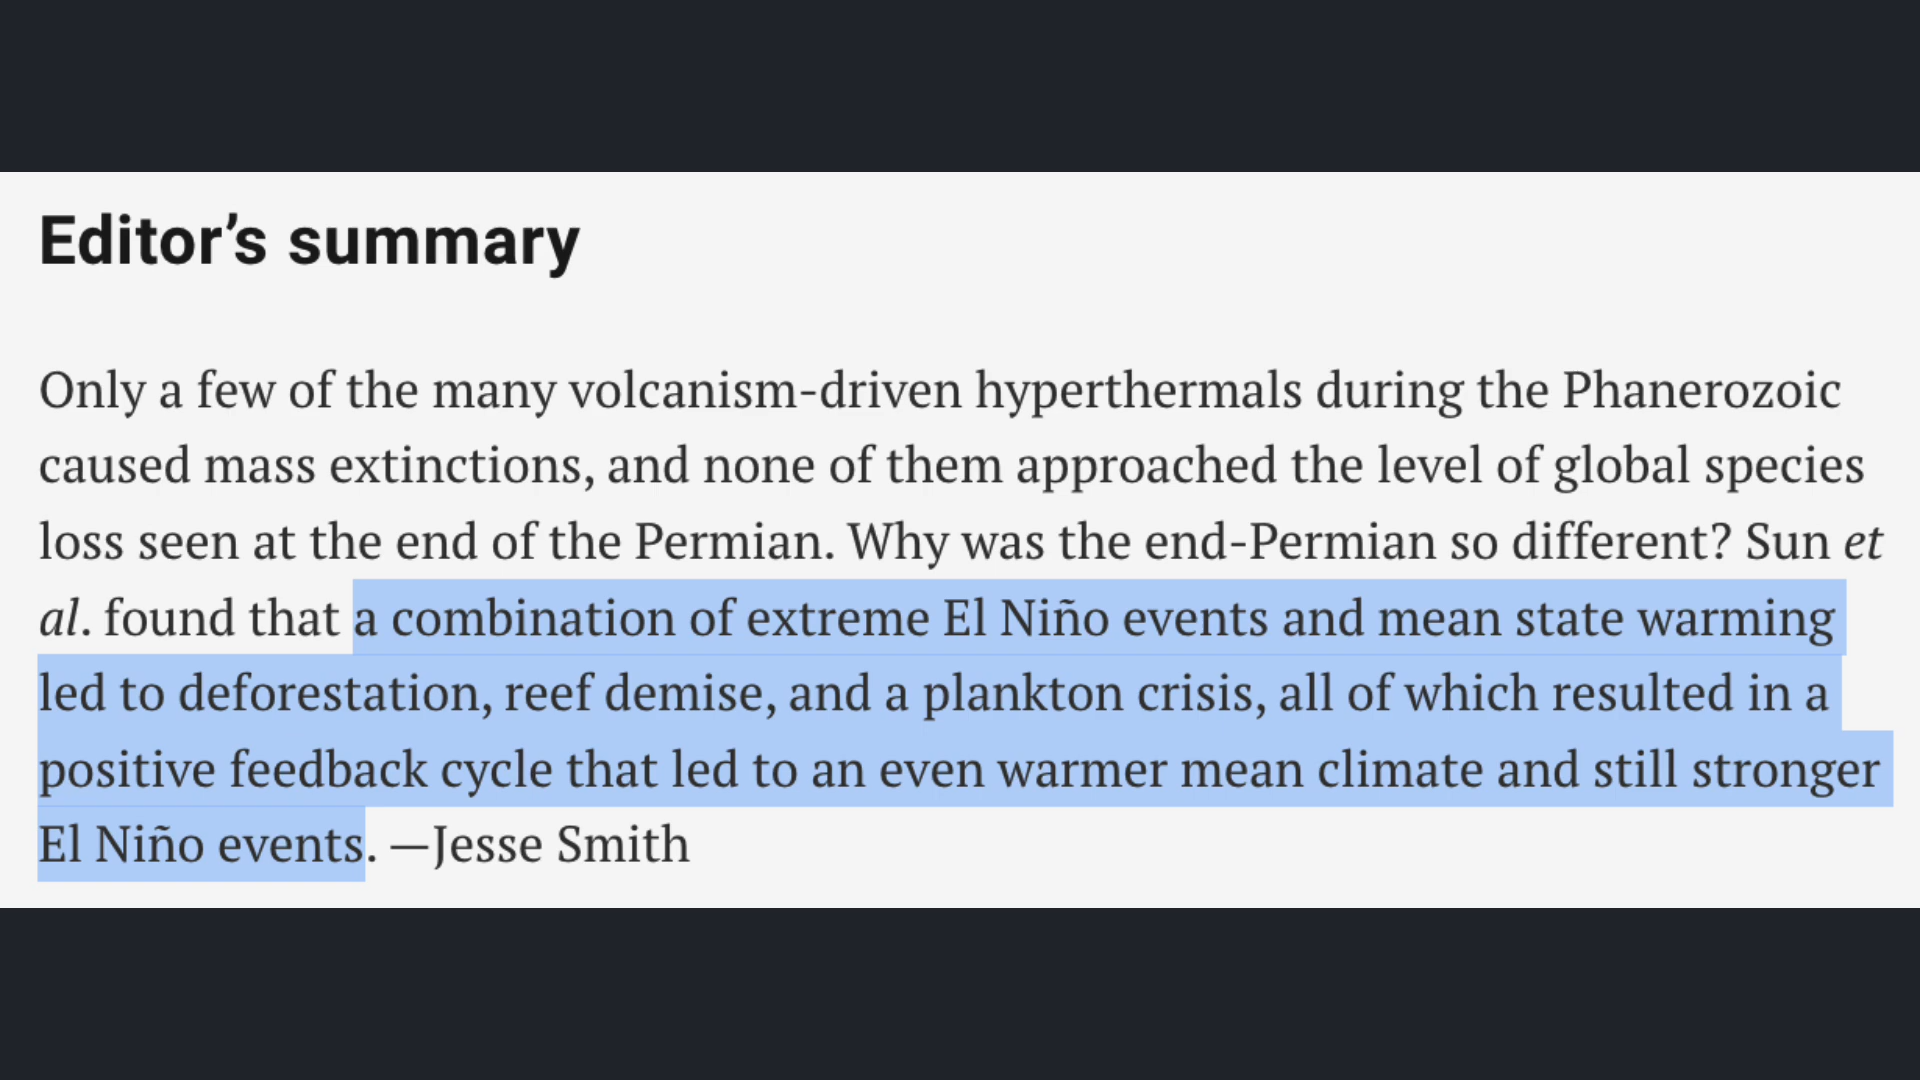 Editor’s summary
Only a few of the many volcanism-driven hyperthermals during the Phanerozoic
caused mass extinctions, and none of them approached the level of global species
loss seen at the end of the Permian. Why was the end-Permian so different? Sun et
al. found that a combination of extreme El Niño events and mean state warming
led to deforestation, reef demise, and a plankton crisis, all of which resulted in a
positive feedback cycle that led to an even warmer mean climate and still stronger
El Niño events. —Jesse Smith